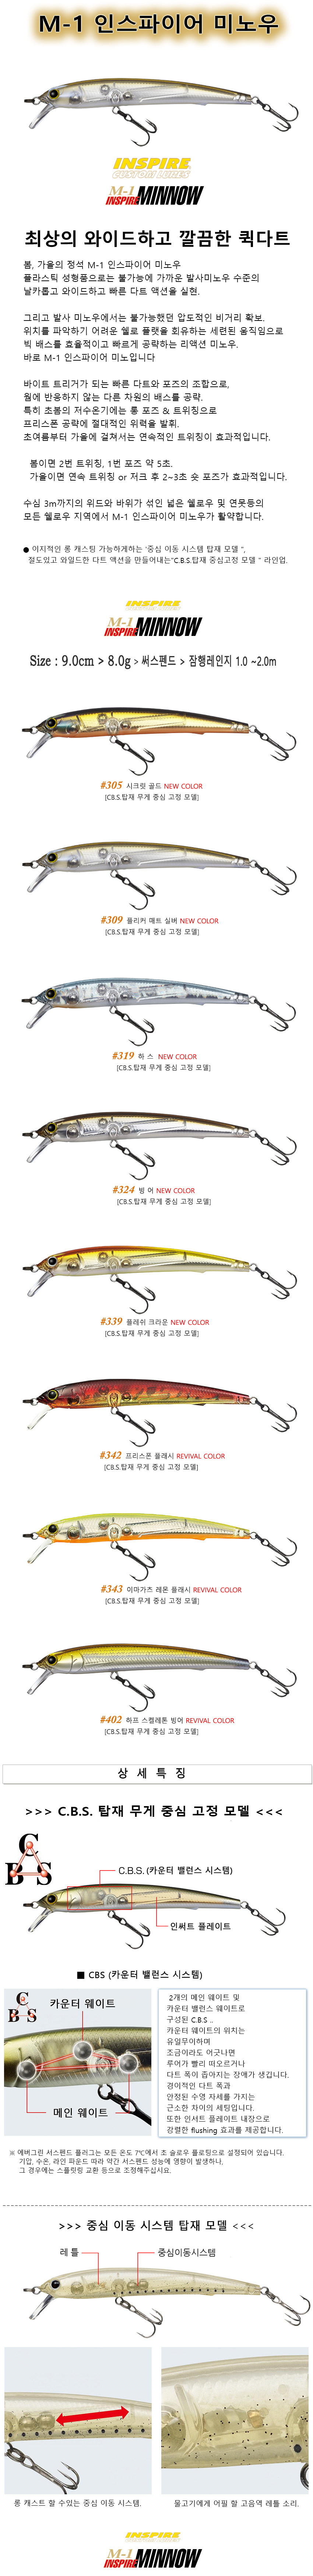 M-1 인스파이어 미노우
INSPIRE
CUSTOM LURES
M-1
INSPIRE MINNOW
최상의 와이드하고 깔끔한 퀵다트
봄, 가을의 정석 M-1 인스파이어 미노우
플라스틱 성형품으로는 불가능에 가까운 발사미노우 수준의
날카롭고 와이드하고 빠른 다트 액션을 실현.
그리고 발사 미노우에서는 불가능했던 압도적인 비거리 확보.
위치를 파악하기 어려운 쉘로 플랫을 회유하는 세련된 움직임으로
빅 배스를 효율적이고 빠르게 공략하는 리액션 미노우.
바로 M-1 인스파이어 미노입니다
바이트 트리거가 되는 빠른 다트와 포즈의 조합으로,
웜에 반응하지 않는 다른 차원의 배스를 공략.
특히 초봄의 저수온기에는 롱 포즈 & 트위칭으로
프리스폰 공략에 절대적인 위력을 발휘.
초여름부터 가을에 걸쳐서는 연속적인 트위칭이 효과적입니다.
봄이면 2번 트위칭, 1번 포즈 약 5초.
가을이면 연속 트위칭 or 저크 후 2~3초 숏 포즈가 효과적입니다.
수심 3m까지의 위드와 바위가 섞인 넓은 쉘로우 및 연못등의
모든 쉘로우 지역에서 M-1 인스파이어 미노우가 활약합니다.
● 이지적인 롱 캐스팅 가능하게하는 "중심 이동 시스템 탑재 모델 ",
절도있고 와일드한 다트 액션을 만들어내는"C.B.S.탑재 중심고정 모델 " 라인업.
INSPIRE
M-1
INSPIRE MINNOW
Size : 9.0cm > 8.0g > 써스펜드 > 잠행레인지 1.0 ~2.0m
#305 시크릿 골드 NEW COLOR
[CB.S.탑재 무게 중심 고정 모델]
#309 플리커 매트 실버 NEW COLOR
[CB.S.탑재 무게 중심 고정 모델]
#319 하 스 NEW COLOR
[CB.S.탑재 무게 중심 고정 모델]
#324 빙 어 NEW COLOR
[CB.S.탑재 무게 중심 고정 모델]
#339 플레쉬 크라운 NEW COLOR
[CB.S.탑재 무게 중심 고정 모델]
#342 프리스폰 플래시 REVIVAL COLOR
[CB.S.탑재 무게 중심 고정 모델]
#343 이마가츠 레몬 플래시 REVIVAL COLOR
[CB.S.탑재 무게 중심 고정 모델]
#402 하프 스켈레톤 빙어 REVIVAL COLOR
[CB.S.탑재 무게 중심 고정 모델]
상 세 특 징
>>> C.B.S. 탑재 무게 중심 고정 모델 <<<
C
B S
C.B.S. (카운터 밸런스 시스템)
인써트 플레이트
■ CBS (카운터 밸런스 시스템)
C
B S
카운터 웨이트
메인 웨이트
2개의 메인 웨이트 및
카운터 밸런스 웨이트로
구성된 C.B.S ..
카운터 웨이트의 위치는
유일무이하며
조금이라도 어긋나면
루어가 빨리 떠오르거나
다트 폭이 좁아지는 장애가 생깁니다.
경이적인 다트 폭과
안정된 수영 자세를 가지는
근소한 차이의 세팅입니다.
또한 인서트 플레이트 내장으로
강렬한 flushing 효과를 제공합니다.
※ 에버그린 서스펜드 플러그는 모든 온도 7℃에서 초 슬로우 플로팅으로 설정되어 있습니다.
기압, 수온, 라인 파운드 따라 약간 서스펜드 성능에 영향이 발생하나,
그 경우에는 스플릿링 교환 등으로 조정해주십시요.
>>> 중심 이동 시스템 탑재 모델 <<<
레 틀
중심이동시스템
롱 캐스트 할 수있는 중심 이동 시스템.
물고기에게 어필 할 고음역 레틀 소리.
INSPIRE
M-1
INSPIRE MINNOW